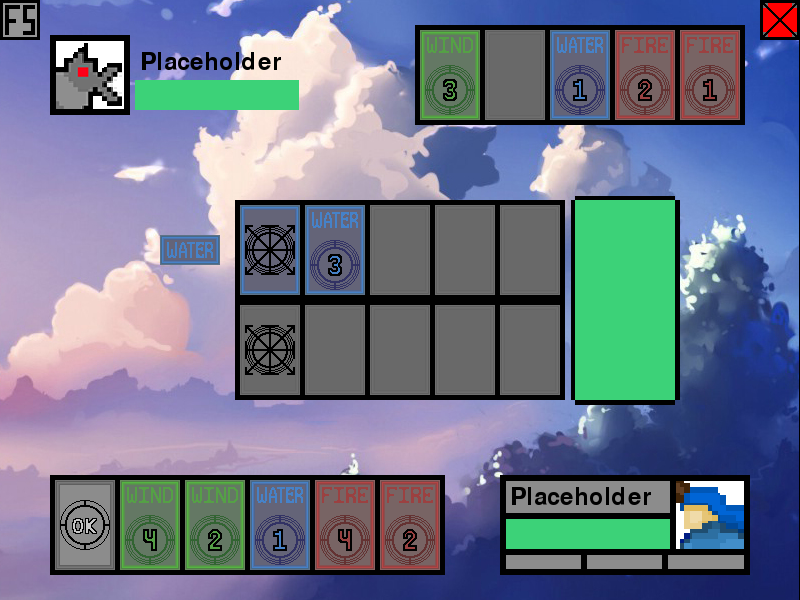 FS
Placeholder
WIND WATER FIRE FIRE
3 1 2 1
WATER
WATER
3
WIND WIND WATER FIRE FIRE
OK 4 2 1 4 2
Placeholder